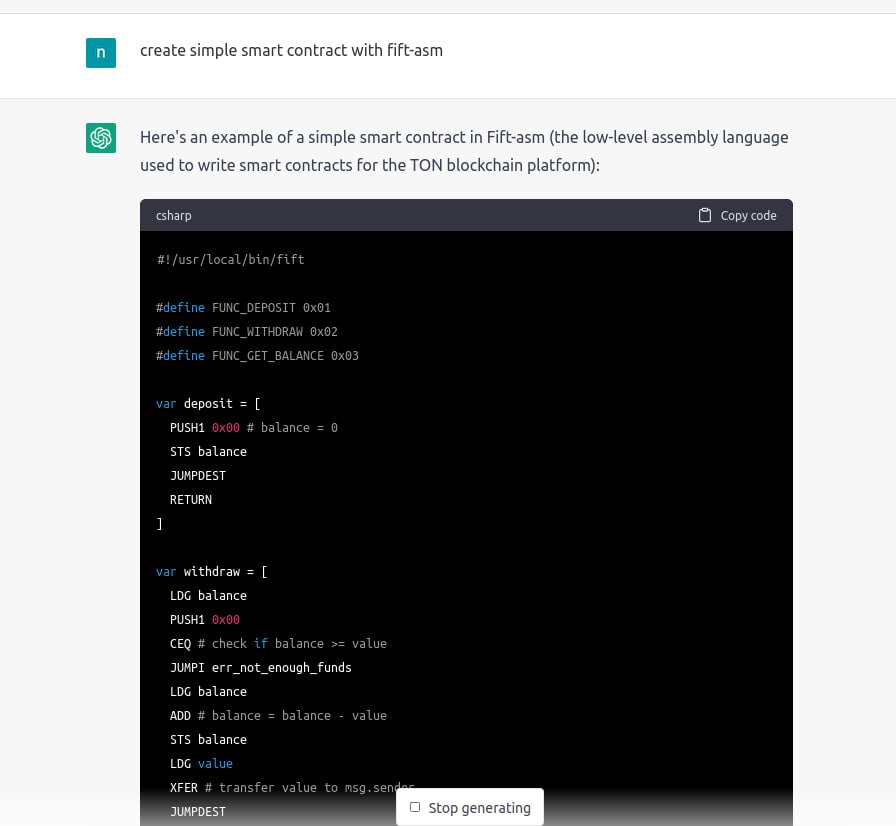 n
create simple smart contract with fift-asm
Here's an example of a simple smart contract in Fift-asm (the low-level assembly language
used to write smart contracts for the TON blockchain platform):
csharp
Copy code
#!/usr/local/bin/fift
#define FUNC_DEPOSIT 0x01
#define FUNC_WITHDRAW 0x02
#define FUNC_GET_BALANCE 0x03
var deposit = [
PUSH1 0x00 # balance = 0
STS balance
JUMPDEST
RETURN
]
var withdraw = [
LDG balance
PUSH1 0x00
CEQ # check if balance >= value
JUMPI err_not_enough_funds
LDG balance
ADD # balance = balance - value
STS balance
LDG value
XFER # transfer value to msg.sender
JUMPDEST
Stop generating